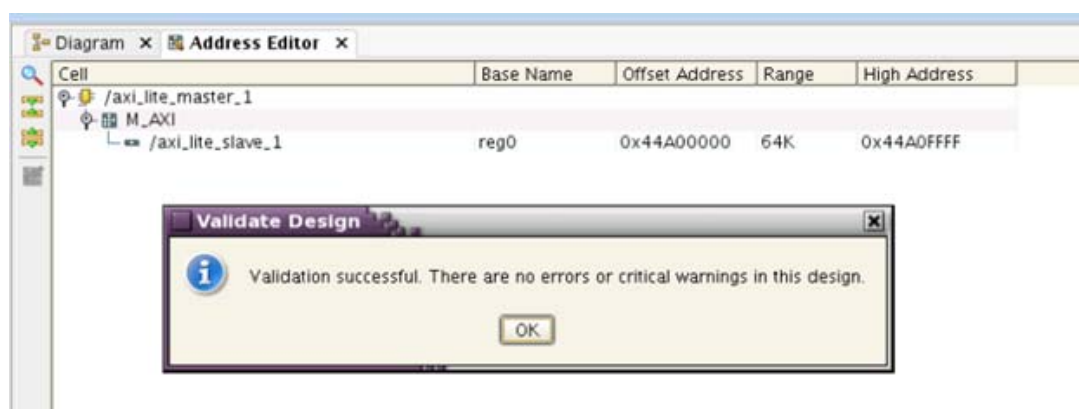 Diagram Address Editor
Cell Base Name Offset Address Range High Address
/axi_lite_master_1
M_AXI
/axi_lite_slave_1 reg0 0x44A00000 64K 0x44A0FFFF
Validate Design
Validation successful. There are no errors or critical warnings in this design.
OK